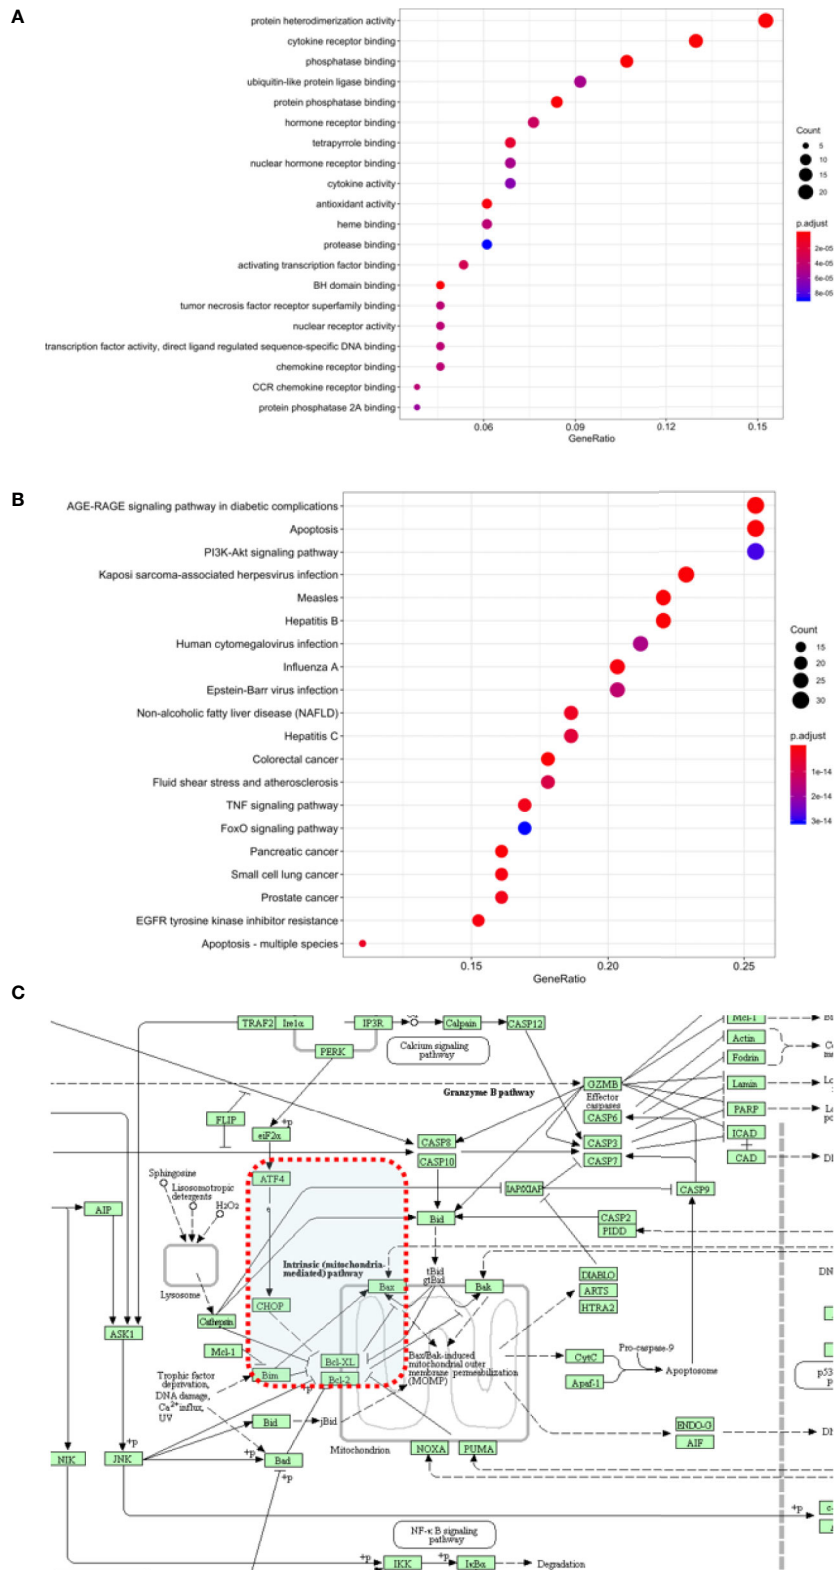 A
protein heterodimerization activity
cytokine receptor binding
phosphatase binding
ubiquitin-like protein ligase binding
protein phosphatase binding
hormone receptor binding
tetrapyrrole binding
nuclear hormone receptor binding
cytokine activity
antioxidant activity
heme binding
protease binding
activating transcription factor binding
BH domain binding
tumor necrosis factor receptor superfamily binding
nuclear receptor activity
transcription factor activity, direct ligand regulated sequence-specific DNA binding
chemokine receptor binding
CCR chemokine receptor binding
protein phosphatase 2A binding
0.06 0.09 0.12 0.15
GeneRatio
Count
5
10
15
20
p.adjust
2e-05
4e-05
6e-05
8e-05
B
AGE-RAGE signaling pathway in diabetic complications
Apoptosis
PI3K-Akt signaling pathway
Kaposi sarcoma-associated herpesvirus infection
Measles
Hepatitis B
Human cytomegalovirus infection
Influenza A
Epstein-Barr virus infection
Non-alcoholic fatty liver disease (NAFLD)
Hepatitis C
Colorectal cancer
Fluid shear stress and atherosclerosis
TNF signaling pathway
FoxO signaling pathway
Pancreatic cancer
Small cell lung cancer
Prostate cancer
EGFR tyrosine kinase inhibitor resistance
Apoptosis - multiple species
0.15 0.20 0.25
GeneRatio
Count
15
20
25
30
p.adjust
1e-14
2e-14
3e-14
C
TRAF2 Ire1α IP3R Calpain CASP12 Mcl-1
Actin
PERK
Calcium signaling
pathway
Fodrin
Granzyme B pathway
GZMB
Lamin
Effector
caspases
CASP6
PARP
FLIP
+p
eIF2α
CASP8
CASP3
ICAD
CASP10
CASP7
CAD
ATF4
Sphingosine
Lisosomotropic
detergents
H2O2
IAP/XIAP
CASP9
AIP
Bid
CASP2
PIDD
Intrinsic (mitochondria-
mediated) pathway
tBid
gtBid
Bax
Bak
DIABLO
ARTS
HTRA2
Lysosome
CHOP
Cathepsin
ASK1
Mcl-1
Bcl-XL
Bcl-2
Bim
Bax/Bak-induced
mitochondrial outer
membrane permeabilization
(MOMP)
CytC
Pro-caspase-9
Apaf-1
Apoptosome
Trophic factor
deprivation,
DNA damage,
Ca2+ influx,
UV
+p
Bid
jBid
Mitochondrion
NOXA
PUMA
ENDO-G
AIF
NIK
+p
JNK
+p
Bad
+p
+p
NF-κ B signaling
pathway
+p
IKK
+p
IκBα
Degradation